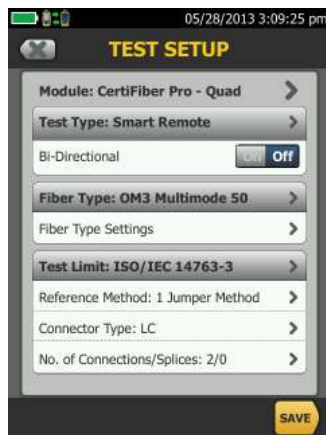 05/28/2013 3:09:25 pm
TEST SETUP
Module: CertiFiber Pro - Quad
Test Type: Smart Remote
Bi-Directional On Off
Fiber Type: OM3 Multimode 50
Fiber Type Settings
Test Limit: ISO/IEC 14763-3
Reference Method: 1 Jumper Method
Connector Type: LC
No. of Connections/Splices: 2/0
SAVE